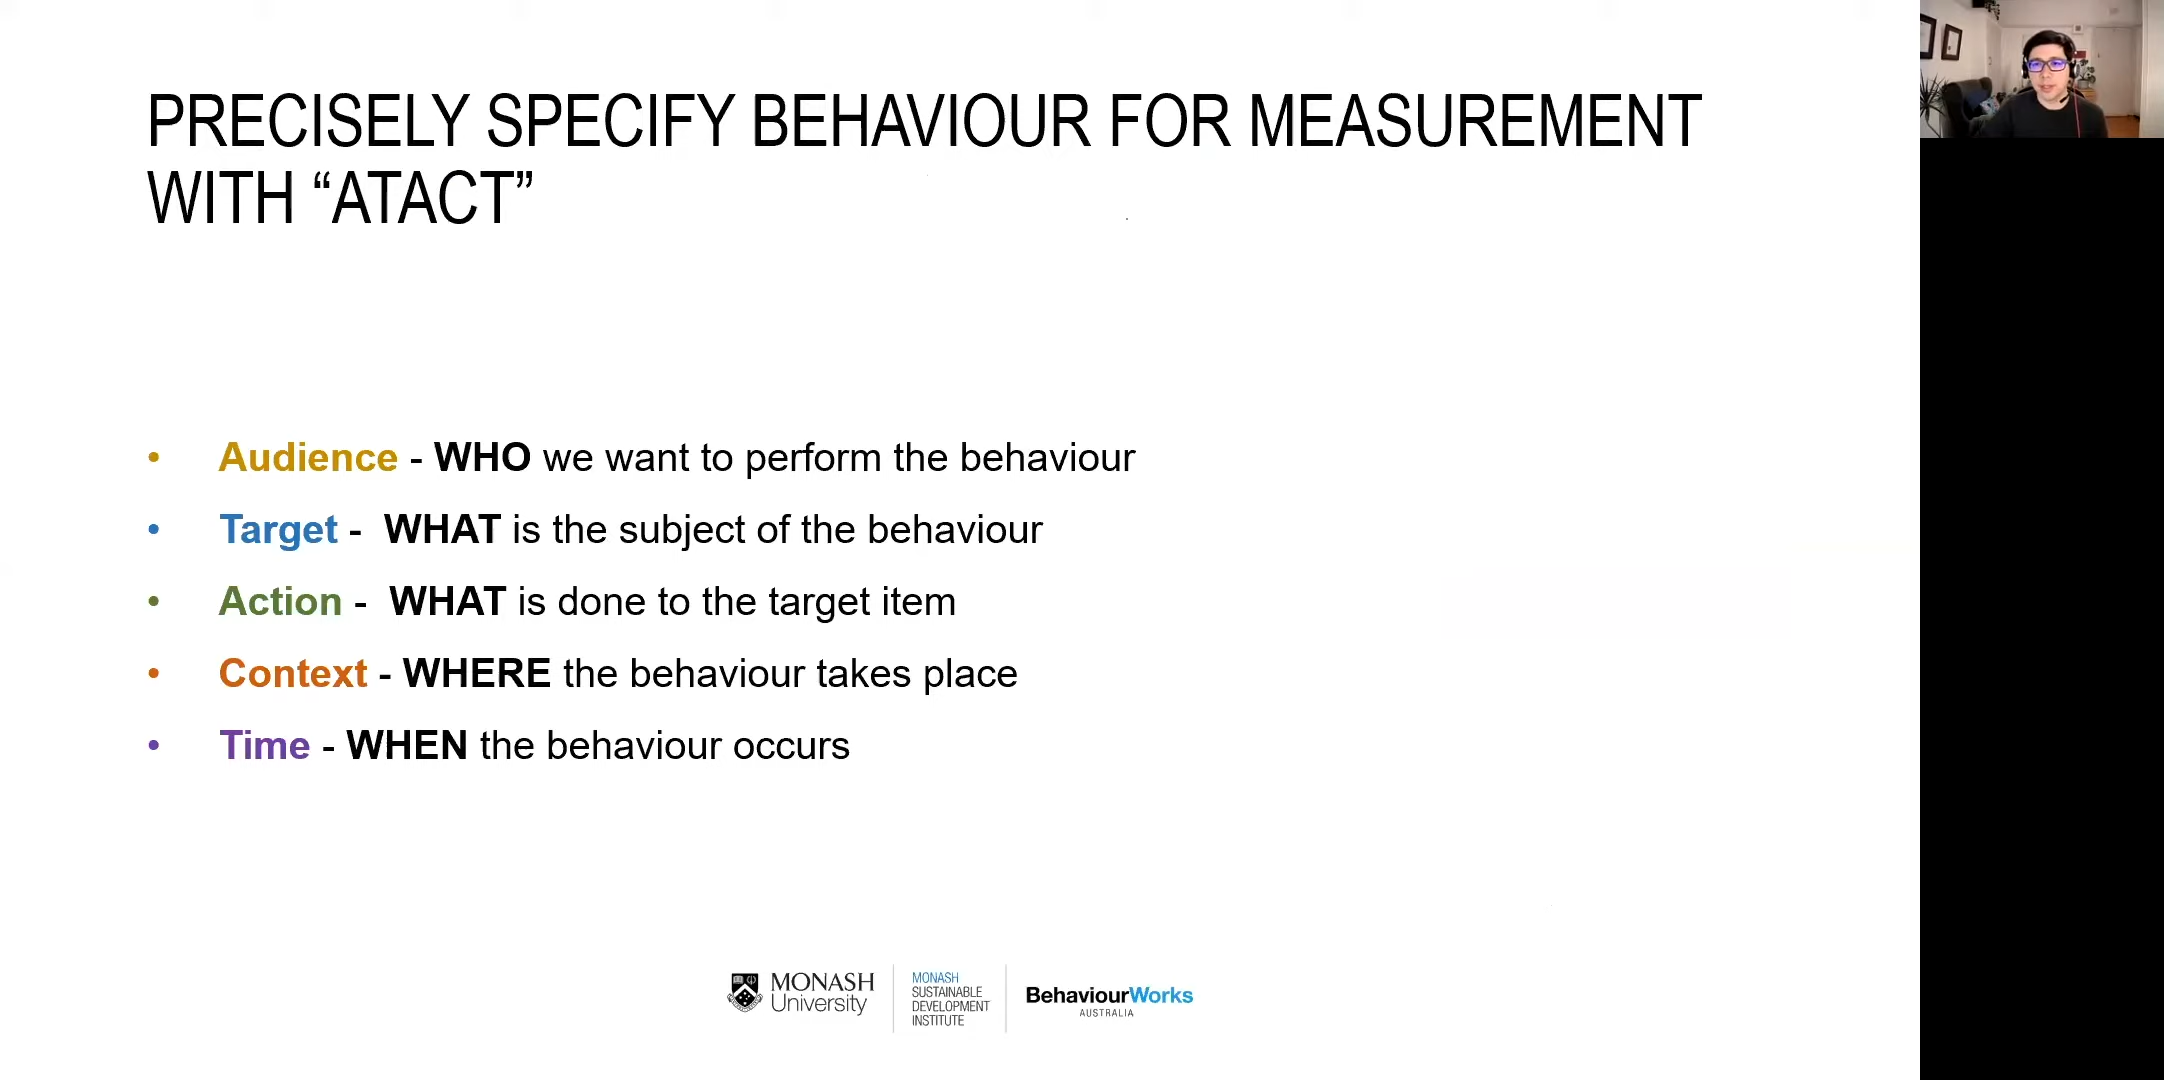 PRECISELY SPECIFY BEHAVIOUR FOR MEASUREMENT
WITH “ATACT”
• Audience - WHO we want to perform the behaviour
• Target - WHAT is the subject of the behaviour
• Action - WHAT is done to the target item
• Context - WHERE the behaviour takes place
• Time - WHEN the behaviour occurs
MONASH
University
MONASH
SUSTAINABLE
DEVELOPMENT
INSTITUTE
BehaviourWorks
AUSTRALIA